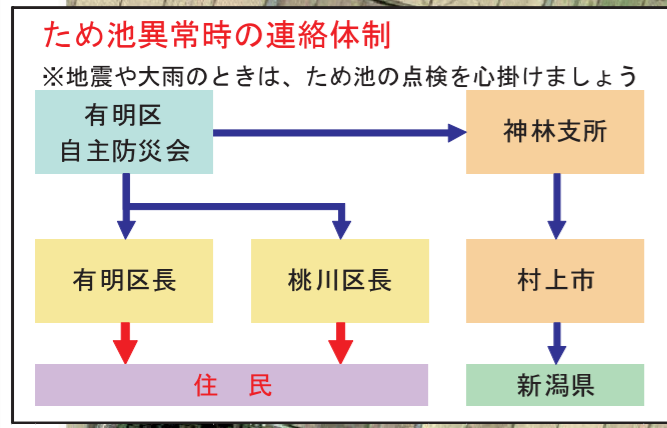 ため池異常時の連絡体制
※地震や大雨のときは、ため池の点検を心掛けましょう
有明区
自主防災会
神林支所
有明区長
桃川区長
村上市
住　民
新潟県